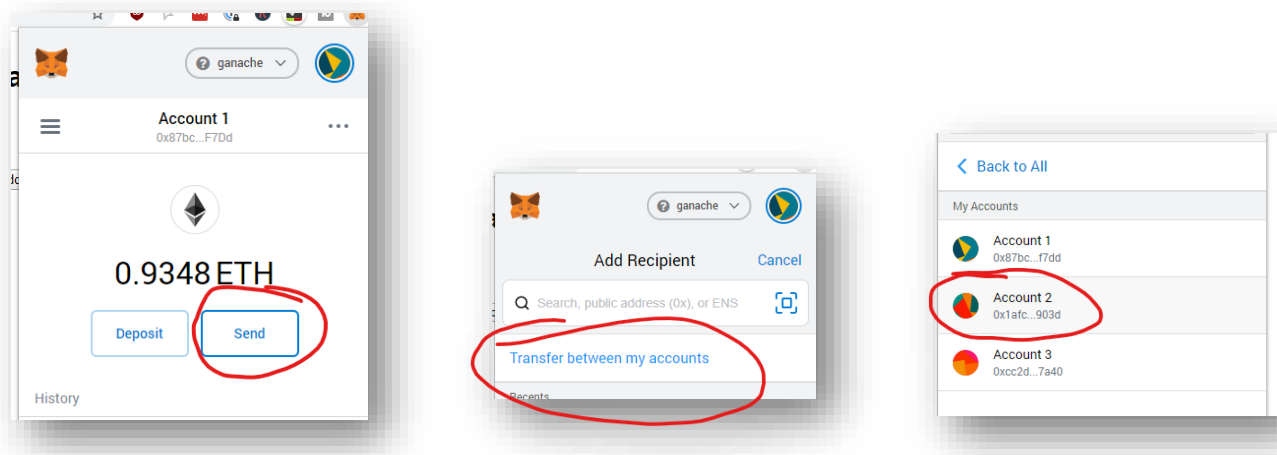 ganache
Account 1
0x87bc...F7Dd
0.9348 ETH
Deposit
Send
History
ganache
Add Recipient
Cancel
Search, public address (0x), or ENS
Transfer between my accounts
Recents
Back to All
My Accounts
Account 1
0x87bc...f7dd
Account 2
0x1afc...903d
Account 3
0xcc2d...7a40